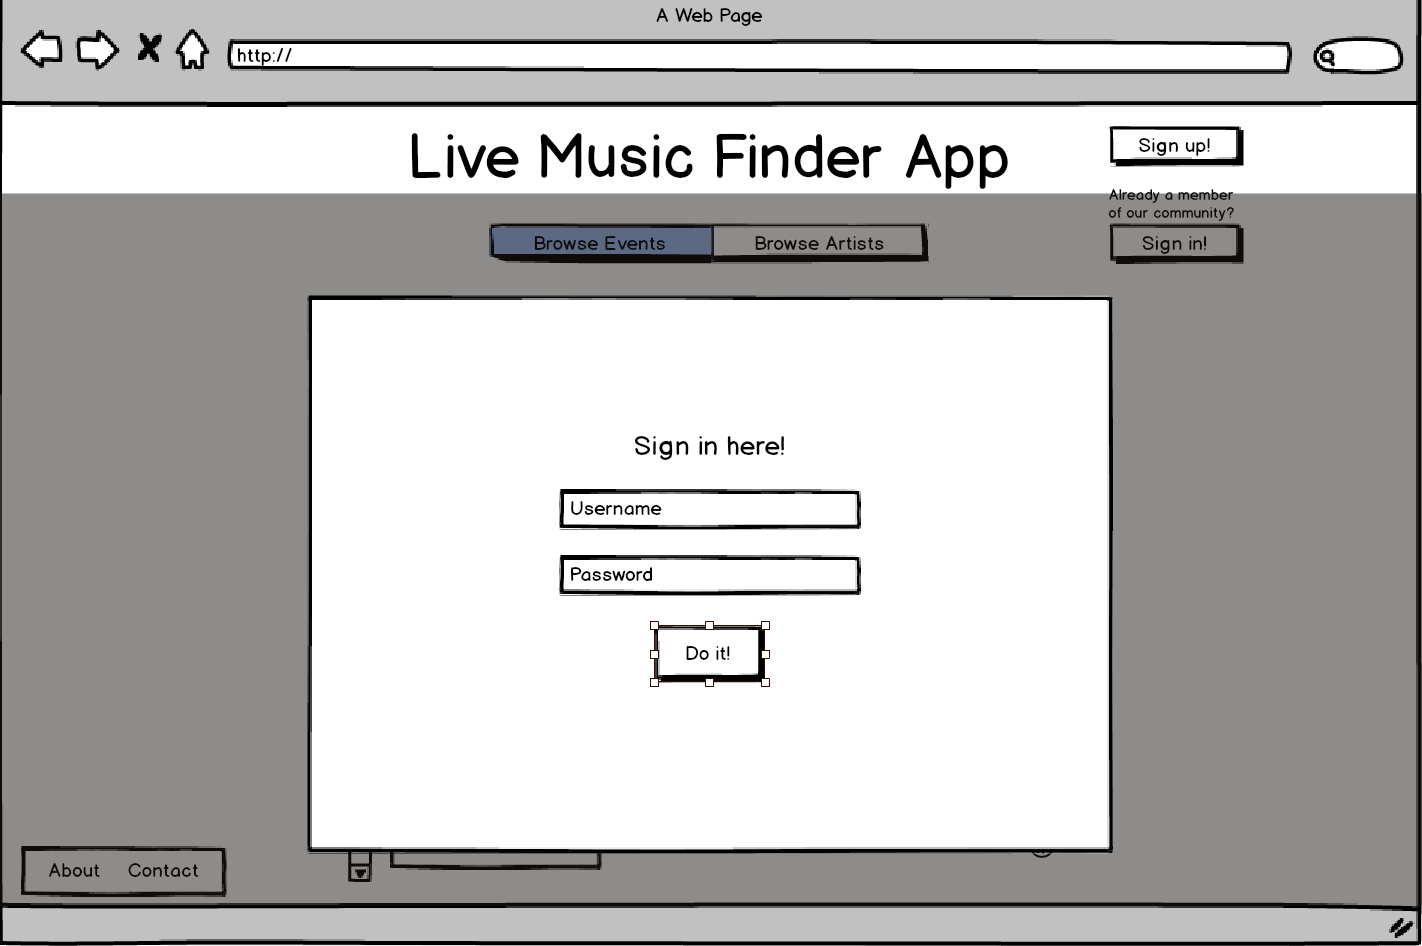 A Web Page
http://
Live Music Finder App
Sign up!
Already a member
of our community?
Browse Events Browse Artists
Sign in!
Sign in here!
Username
Password
Do it!
About Contact